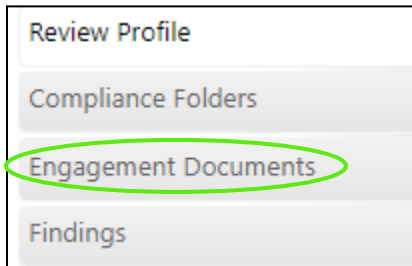 Review Profile
Compliance Folders
Engagement Documents
Findings